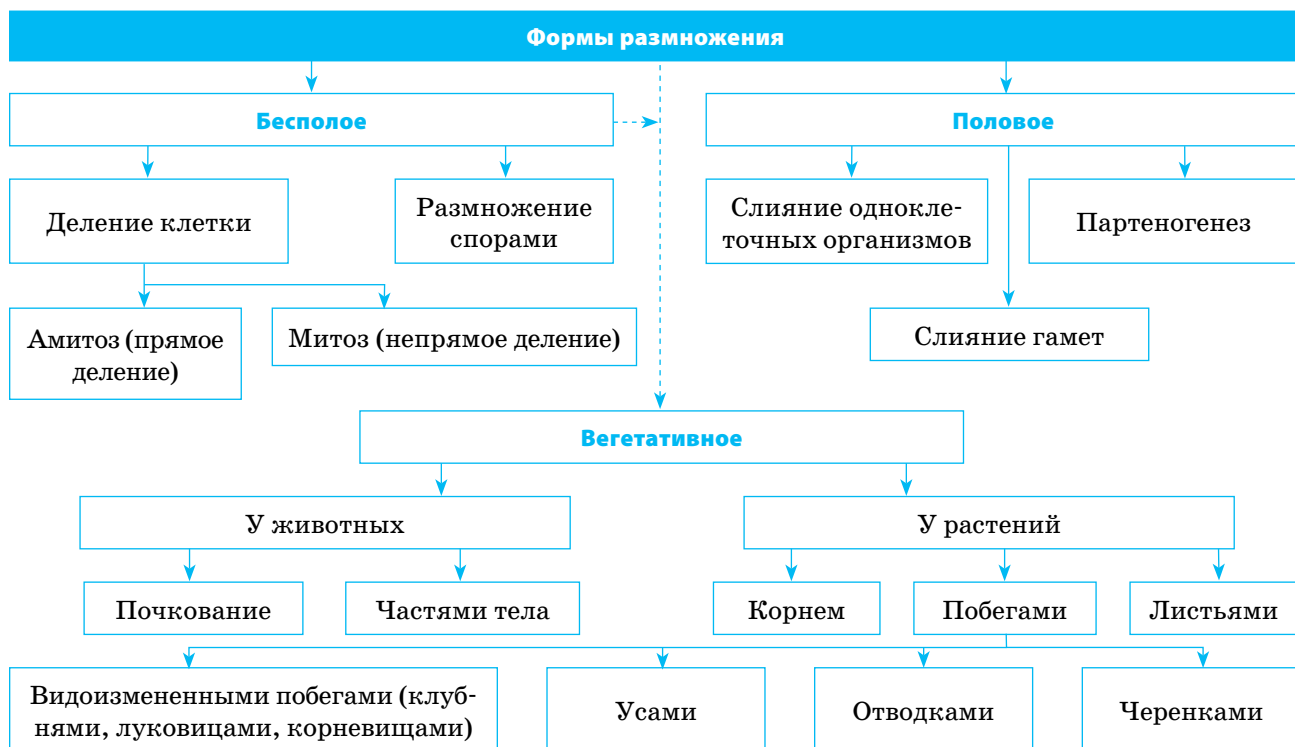 Формы размножения
Бесполое
Половое
Деление клетки
Размножение
спорами
Слияние однокле-
точных организмов
Партеногенез
Амитоз (прямое
деление)
Митоз (непрямое деление)
Слияние гамет
Вегетативное
У животных
У растений
Почкование
Частями тела
Корнем
Побегами
Листьями
Видоизмененными побегами (клуб-
нями, луковицами, корневищами)
Усами
Отводками
Черенками